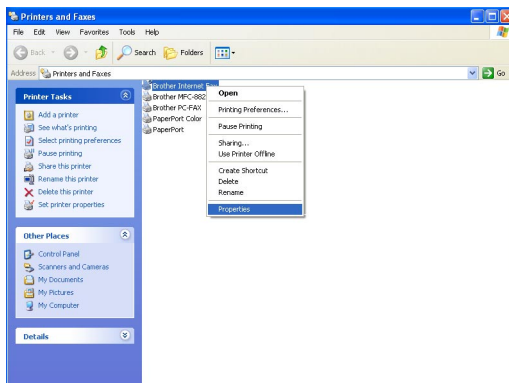 Printers and Faxes
File Edit View Favorites Tools Help
Back Search Folders
Address Printers and Faxes Go
Printer Tasks
Add a printer
See what's printing
Select printing preferences
Pause printing
Share this printer
Rename this printer
Delete this printer
Set printer properties
Other Places
Control Panel
Scanners and Cameras
My Documents
My Pictures
My Computer
Details
Brother Internet
Brother MFC-882
Brother PC-FAX
PaperPort Color
PaperPort
Open
Printing Preferences...
Pause Printing
Sharing...
Use Printer Offline
Create Shortcut
Delete
Rename
Properties